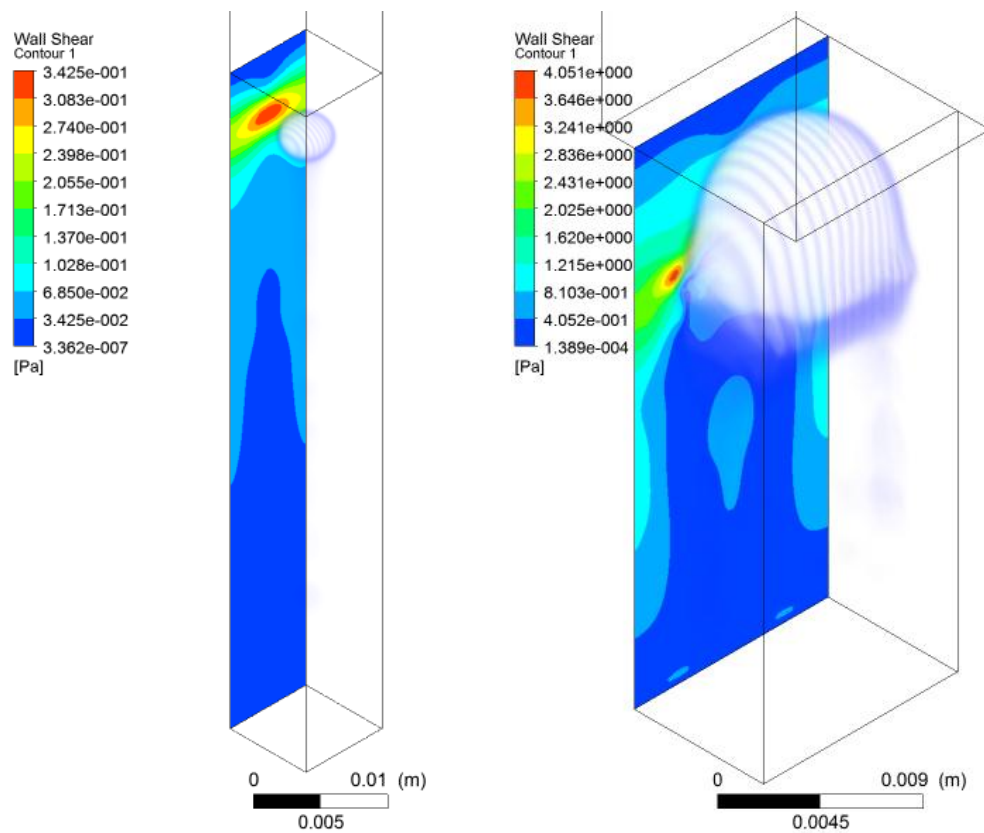 Wall Shear
Contour 1
3.425e-001
3.083e-001
2.740e-001
2.398e-001
2.055e-001
1.713e-001
1.370e-001
1.028e-001
6.850e-002
3.425e-002
3.362e-007
[Pa]
0 0.01 (m)
0.005
Wall Shear
Contour 1
4.051e+000
3.646e+000
3.241e+000
2.836e+000
2.431e+000
2.025e+000
1.620e+000
1.215e+000
8.103e-001
4.052e-001
1.389e-004
[Pa]
0 0.009 (m)
0.0045